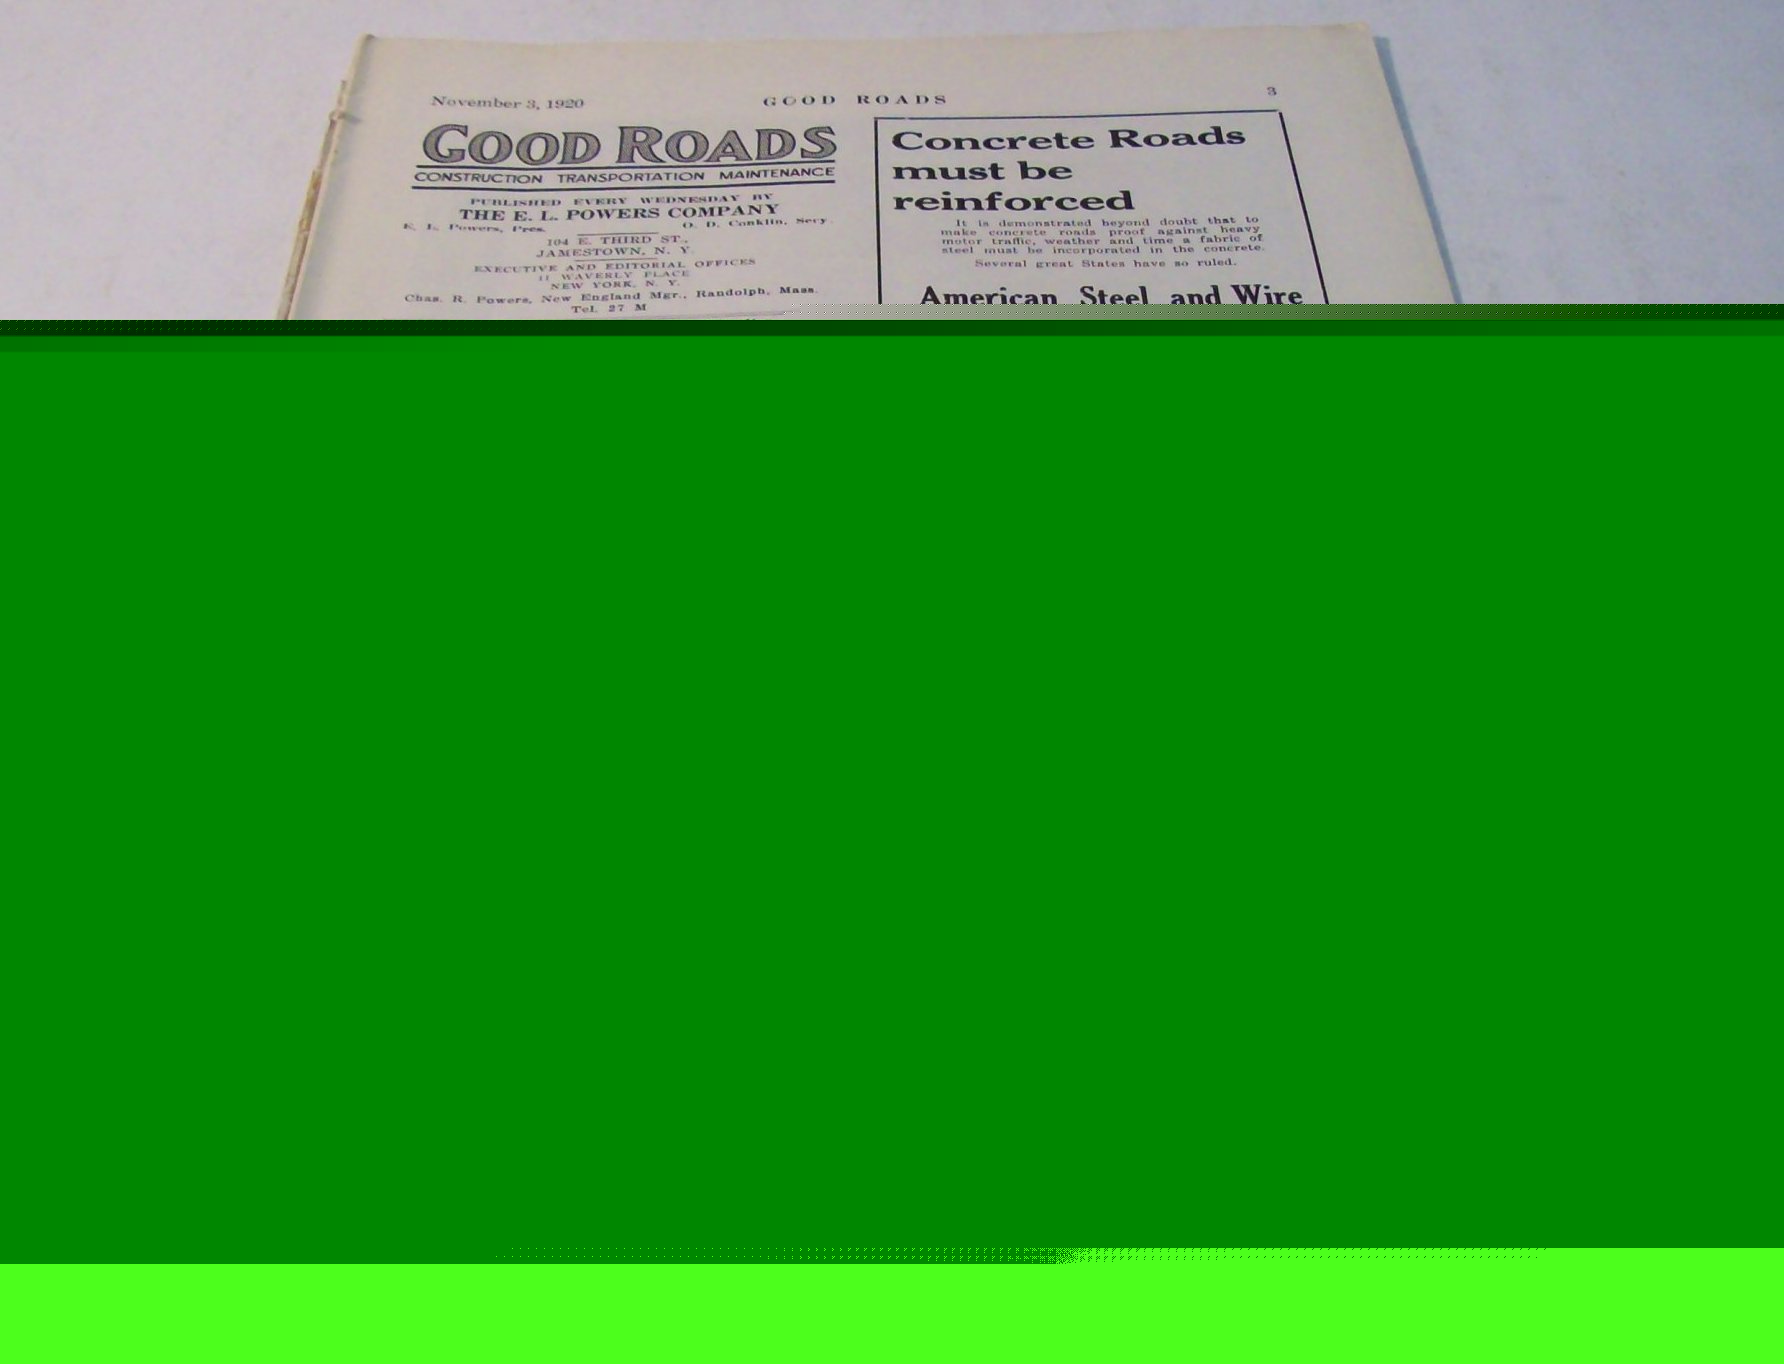 November 3, 1920
GOOD ROADS
3
GOOD ROADS
CONSTRUCTION TRANSPORTATION MAINTENANCE
PUBLISHED EVERY WEDNESDAY BY
THE E. L. POWERS COMPANY
E. L. Powers, Pres. O. D. Conklin, Secy.
104 E. THIRD ST.,
JAMESTOWN, N. Y.
EXECUTIVE AND EDITORIAL OFFICES
11 WAVERLY PLACE
NEW YORK, N. Y.
Chas. R. Powers, New England Mgr., Randolph, Mass.
Tel. 27 M
Concrete Roads
must be
reinforced
It is demonstrated beyond doubt that to
make concrete roads proof against heavy
motor traffic, weather and time a fabric of
steel must be incorporated in the concrete.
Several great States have so ruled.
American Steel and Wire